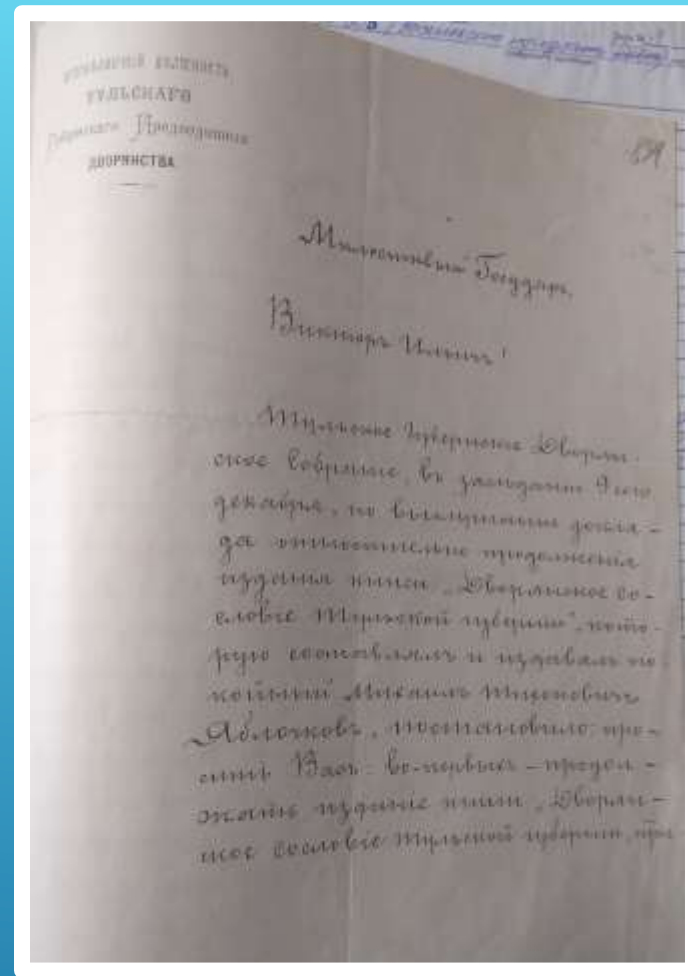 ТУЛЬСКАГО
Губернскаго Предводителя
ДВОРЯНСТВА
159
Милостивый Государь,
Викторъ Ильичъ!
Тульское Губернское Дворян-
ское Собраніе, въ засѣданіи 9 сего
декабря, по выслушаніи докла-
да относительно продолженія
изданія книги „Дворянское со-
словіе Тульской губерніи", кото-
рую составлялъ и издавалъ по-
койный Михаилъ Тихоновичъ
Яблочковъ, постановило: про-
сить Васъ: во-первыхъ – продол-
жать изданіе книги „Дворян-
ское сословіе Тульской губерніи, при